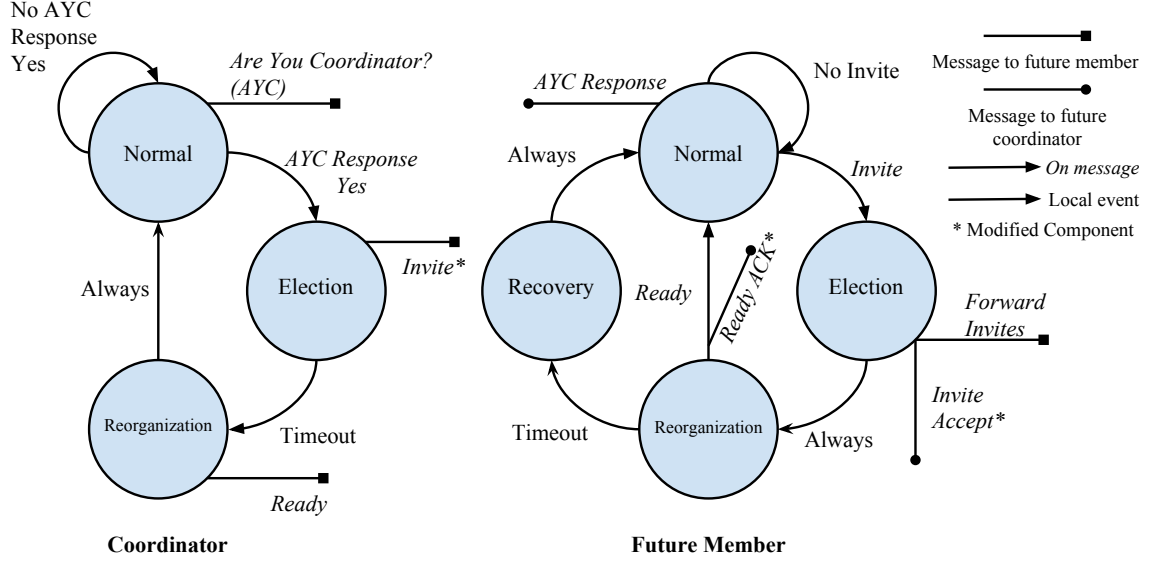 No AYC
Response
Yes
Are You Coordinator?
(AYC)
Normal
AYC Response
Yes
Election
Invite*
Always
Reorganization
Timeout
Ready
Coordinator
AYC Response
No Invite
Normal
Always
Invite
Recovery
Ready
Ready ACK*
Election
Forward
Invites
Invite
Accept*
Reorganization
Timeout
Always
Future Member
Message to future member
Message to future
coordinator
On message
Local event
* Modified Component